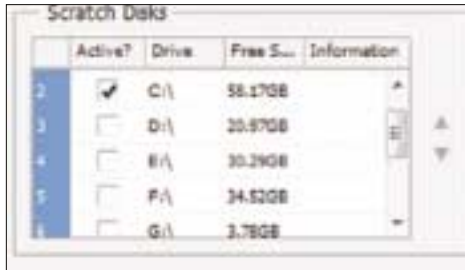 Scratch Disks
Active? Drive Free S... Information
2 C:\ 58.17GB
3 D:\ 20.97GB
4 E:\ 30.29GB
5 F:\ 34.52GB
G:\ 3.78GB